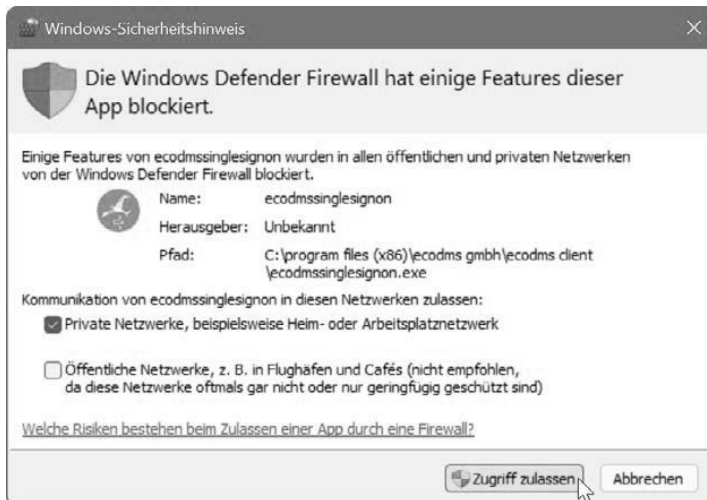 Windows-Sicherheitshinweis
Die Windows Defender Firewall hat einige Features dieser
App blockiert.
Einige Features von ecodmssinglesignon wurden in allen öffentlichen und privaten Netzwerken
von der Windows Defender Firewall blockiert.
Name: ecodmssinglesignon
Herausgeber: Unbekannt
Pfad: C:\program files (x86)\ecodms gmbh\ecodms client
\ecodmssinglesignon.exe
Kommunikation von ecodmssinglesignon in diesen Netzwerken zulassen:
Private Netzwerke, beispielsweise Heim- oder Arbeitsplatznetzwerk
Öffentliche Netzwerke, z. B. in Flughäfen und Cafés (nicht empfohlen,
da diese Netzwerke oftmals gar nicht oder nur geringfügig geschützt sind)
Welche Risiken bestehen beim Zulassen einer App durch eine Firewall?
Zugriff zulassen Abbrechen